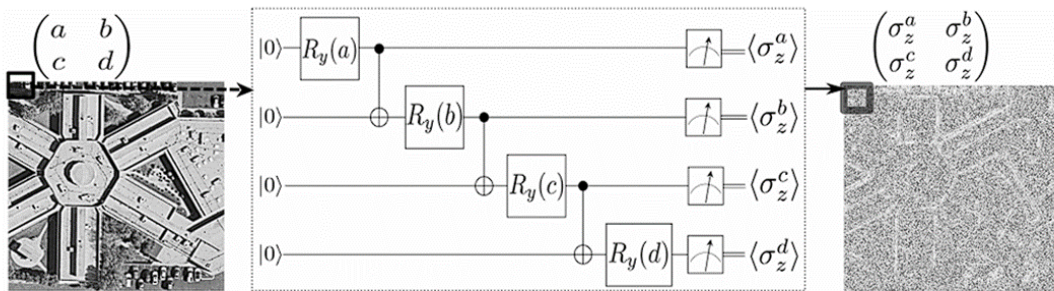 a b
c d
|0⟩ R_y(a) ⟨σ_z^a⟩
|0⟩ R_y(b) ⟨σ_z^b⟩
|0⟩ R_y(c) ⟨σ_z^c⟩
|0⟩ R_y(d) ⟨σ_z^d⟩
σ_z^a σ_z^b
σ_z^c σ_z^d